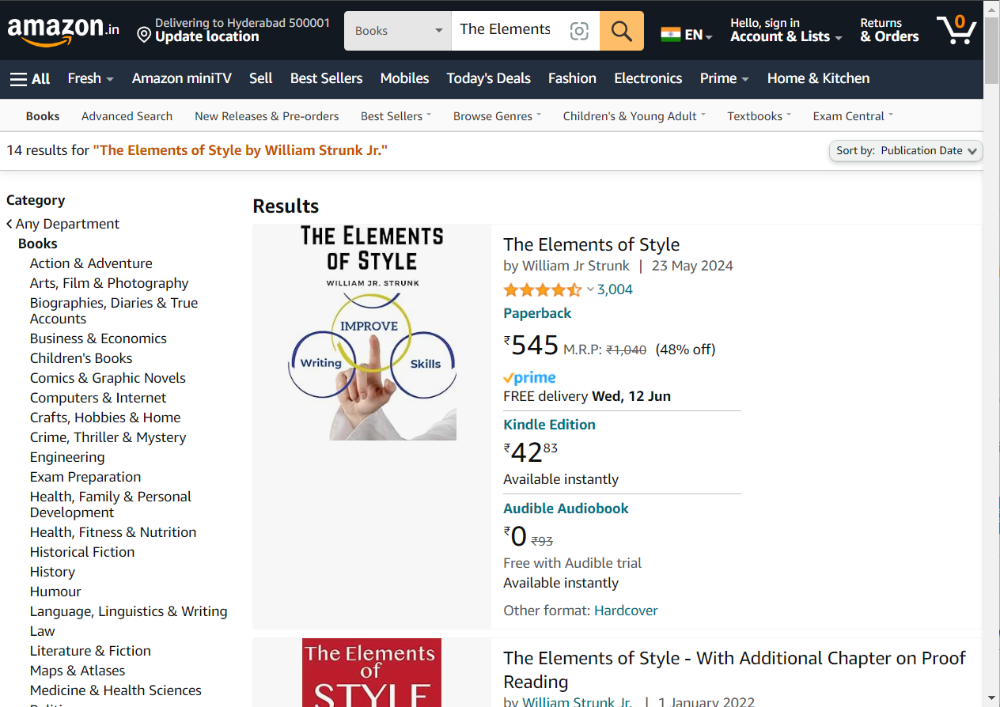 amazon.in
Delivering to Hyderabad 500001
Update location
Books
The Elements
EN
Hello, sign in
Account & Lists
Returns
& Orders
0
All
Fresh
Amazon miniTV
Sell
Best Sellers
Mobiles
Today's Deals
Fashion
Electronics
Prime
Home & Kitchen
Books
Advanced Search
New Releases & Pre-orders
Best Sellers
Browse Genres
Children's & Young Adult
Textbooks
Exam Central
14 results for "The Elements of Style by William Strunk Jr."
Sort by: Publication Date
Category
Any Department
Books
Action & Adventure
Arts, Film & Photography
Biographies, Diaries & True
Accounts
Business & Economics
Children's Books
Comics & Graphic Novels
Computers & Internet
Crafts, Hobbies & Home
Crime, Thriller & Mystery
Engineering
Exam Preparation
Health, Family & Personal
Development
Health, Fitness & Nutrition
Historical Fiction
History
Humour
Language, Linguistics & Writing
Law
Literature & Fiction
Maps & Atlases
Medicine & Health Sciences
Results
THE ELEMENTS
OF STYLE
WILLIAM JR. STRUNK
IMPROVE
Writing
Skills
The Elements of Style
by William Jr Strunk | 23 May 2024
3,004
Paperback
₹545 M.R.P: ₹1,040 (48% off)
prime
FREE delivery Wed, 12 Jun
Kindle Edition
₹42 83
Available instantly
Audible Audiobook
₹0 ₹93
Free with Audible trial
Available instantly
Other format: Hardcover
The Elements
of
STYLE
The Elements of Style - With Additional Chapter on Proof
Reading
by William Strunk Jr. | 1 January 2022